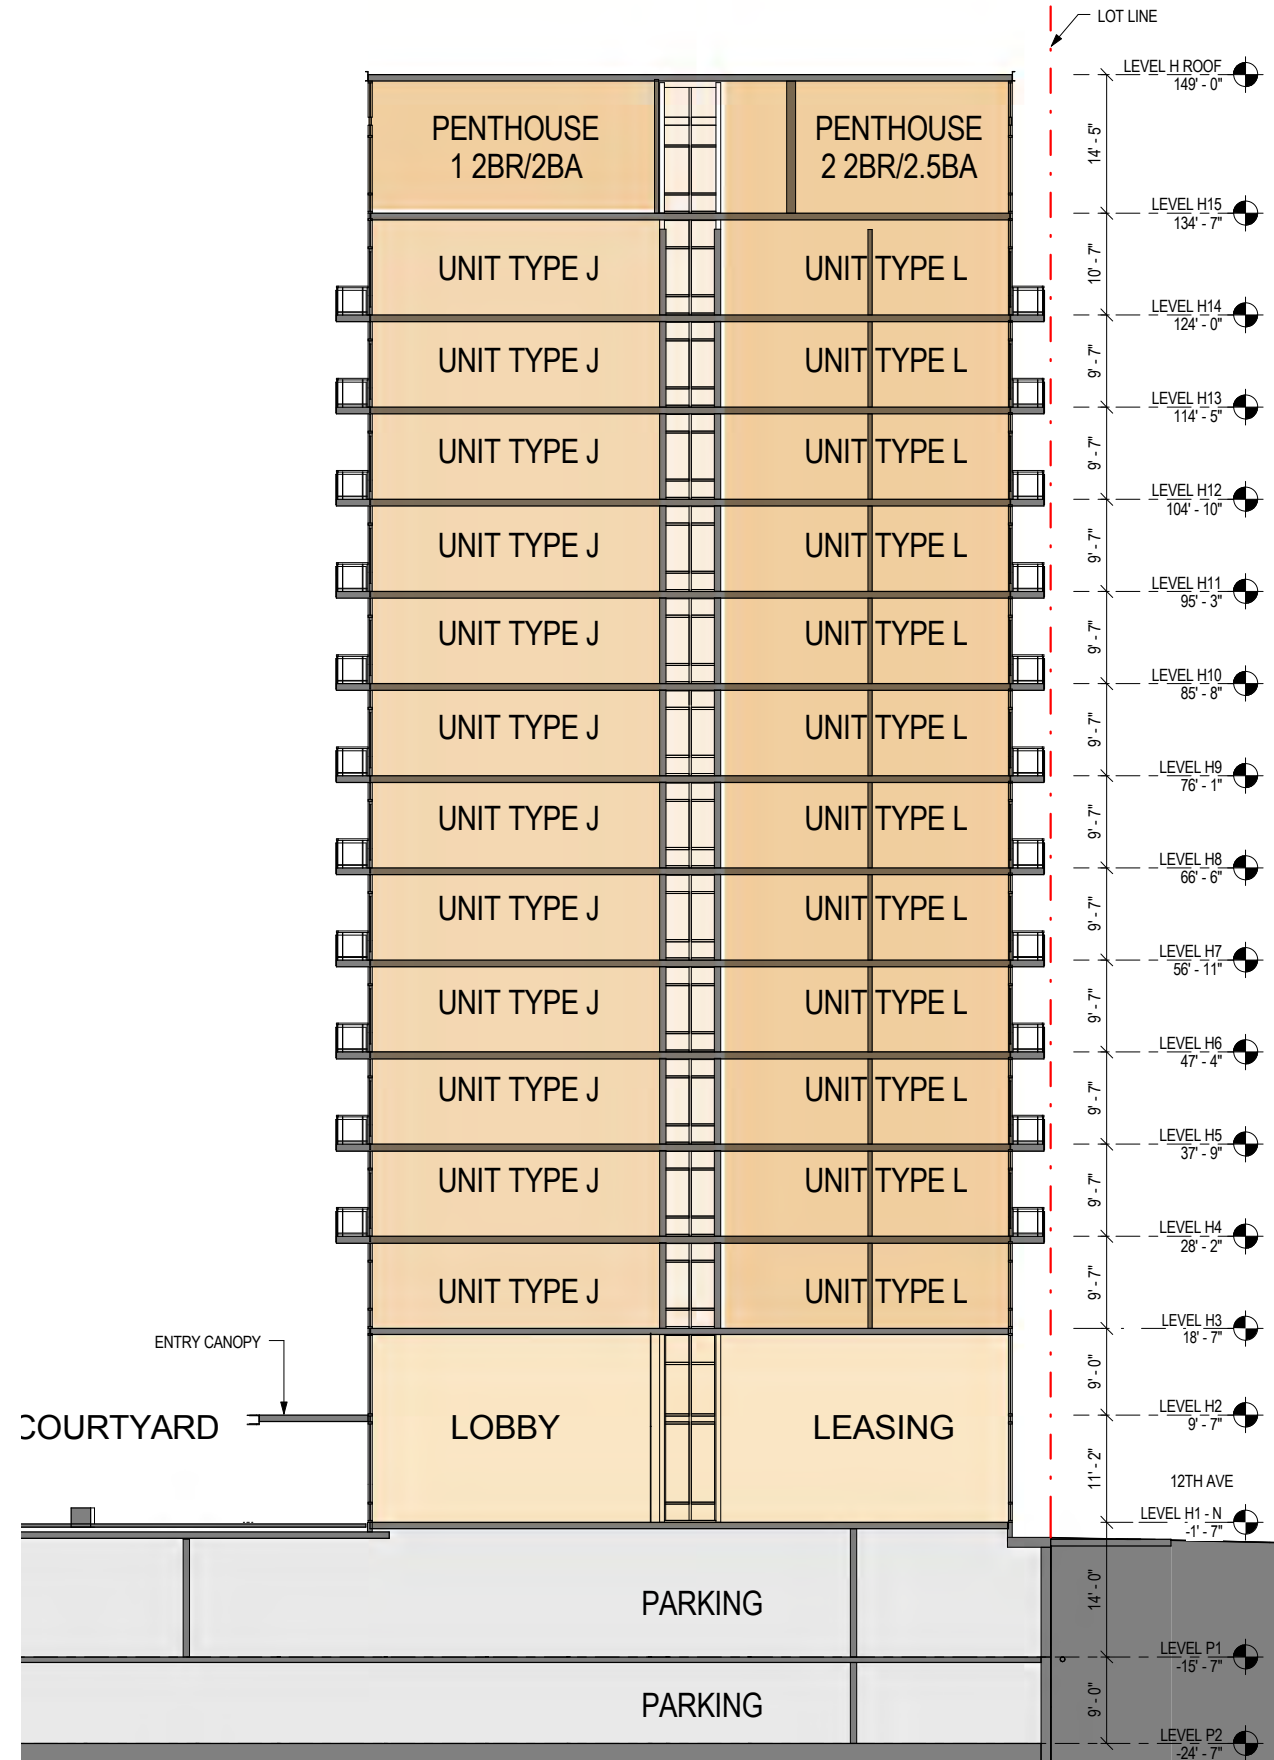 LOT LINE
LEVEL H ROOF
149' - 0"
PENTHOUSE
1 2BR/2BA
PENTHOUSE
2 2BR/2.5BA
14' - 5"
LEVEL H15
134' - 7"
UNIT TYPE J
UNIT TYPE L
10' - 7"
LEVEL H14
124' - 0"
UNIT TYPE J
UNIT TYPE L
9' - 7"
LEVEL H13
114' - 5"
UNIT TYPE J
UNIT TYPE L
9' - 7"
LEVEL H12
104' - 10"
UNIT TYPE J
UNIT TYPE L
9' - 7"
LEVEL H11
95' - 3"
UNIT TYPE J
UNIT TYPE L
9' - 7"
LEVEL H10
85' - 8"
UNIT TYPE J
UNIT TYPE L
9' - 7"
LEVEL H9
76' - 1"
UNIT TYPE J
UNIT TYPE L
9' - 7"
LEVEL H8
66' - 6"
UNIT TYPE J
UNIT TYPE L
9' - 7"
LEVEL H7
56' - 11"
UNIT TYPE J
UNIT TYPE L
9' - 7"
LEVEL H6
47' - 4"
UNIT TYPE J
UNIT TYPE L
9' - 7"
LEVEL H5
37' - 9"
UNIT TYPE J
UNIT TYPE L
9' - 7"
LEVEL H4
28' - 2"
UNIT TYPE J
UNIT TYPE L
9' - 7"
LEVEL H3
18' - 7"
ENTRY CANOPY
9' - 0"
LEVEL H2
9' - 7"
COURTYARD
LOBBY
LEASING
11' - 2"
12TH AVE
LEVEL H1 - N
-1' - 7"
PARKING
14' - 0"
LEVEL P1
-15' - 7"
PARKING
9' - 0"
LEVEL P2
-24' - 7"